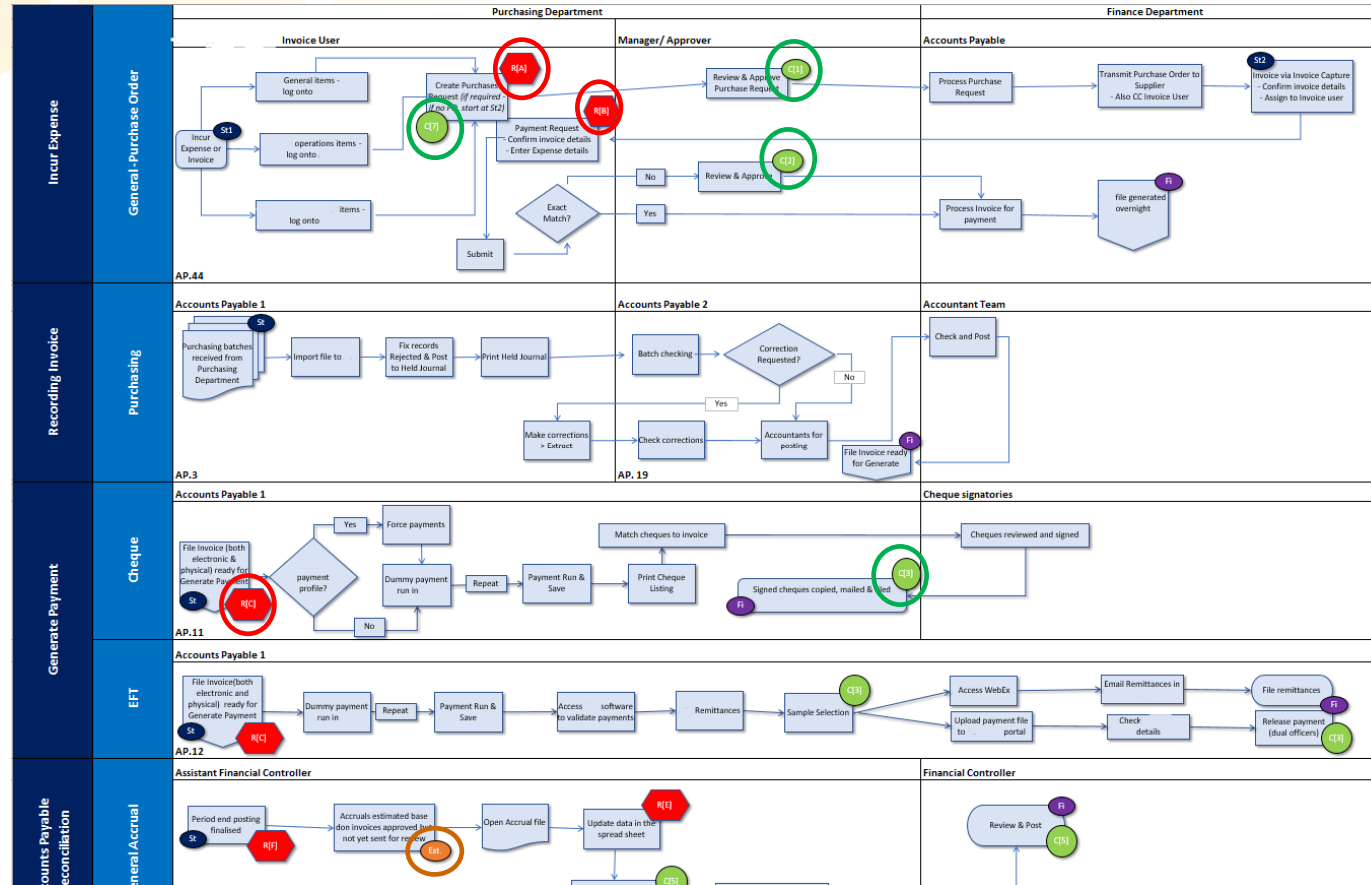 Purchasing Department
Finance Department
Invoice User
Manager/ Approver
Accounts Payable
Incur Expense
General -Purchase Order
St1
Incur
Expense or
Invoice
General items -
log onto
operations items -
log onto .
items -
log onto
R[A]
Create Purchases
Request (if required -
if no PO, start at St2)
C[7]
R[B]
Payment Request
- Confirm invoice details
- Enter Expense details
Submit
Exact
Match?
No
Yes
C[1]
Review & Approve
Purchase Request
C[2]
Review & Approve
Process Purchase
Request
Transmit Purchase Order to
Supplier
- Also CC Invoice User
St2
Invoice via Invoice Capture
- Confirm invoice details
- Assign to Invoice user
Process Invoice for
payment
Fi
file generated
overnight
AP.44
Recording Invoice
Purchasing
Accounts Payable 1
Accounts Payable 2
Accountant Team
St
Purchasing batches
received from
Purchasing
Department
Import file to
Fix records
Rejected & Post
to Held Journal
Print Held Journal
Batch checking
Correction
Requested?
No
Yes
Check and Post
Make corrections
> Extract
Check corrections
Accountants for
posting
Fi
File Invoice ready
for Generate
AP.3
AP. 19
Generate Payment
Cheque
Accounts Payable 1
Cheque signatories
File Invoice (both
electronic &
physical) ready for
Generate Payment
St
R[C]
payment
profile?
Yes
No
Force payments
Dummy payment
run in
Repeat
Payment Run &
Save
Print Cheque
Listing
Match cheques to invoice
Cheques reviewed and signed
C[3]
Signed cheques copied, mailed & filed
Fi
AP.11
EFT
Accounts Payable 1
File Invoice(both
electronic and
physical) ready for
Generate Payment
St
R[C]
Dummy payment
run in
Repeat
Payment Run &
Save
Access software
to validate payments
Remittances
C[3]
Sample Selection
Access WebEx
Email Remittances in
File remittances
Fi
Upload payment file
to . portal
Check
details
Release payment
(dual officers)
C[3]
AP.12
Accounts Payable
Reconciliation
General Accrual
Assistant Financial Controller
Financial Controller
Period end posting
finalised
St
R[F]
Accruals estimated base
don invoices approved but
not yet sent for review
Est.
Open Accrual file
R[E]
Update data in the
spread sheet
C[5]
Fi
Review & Post
C[5]